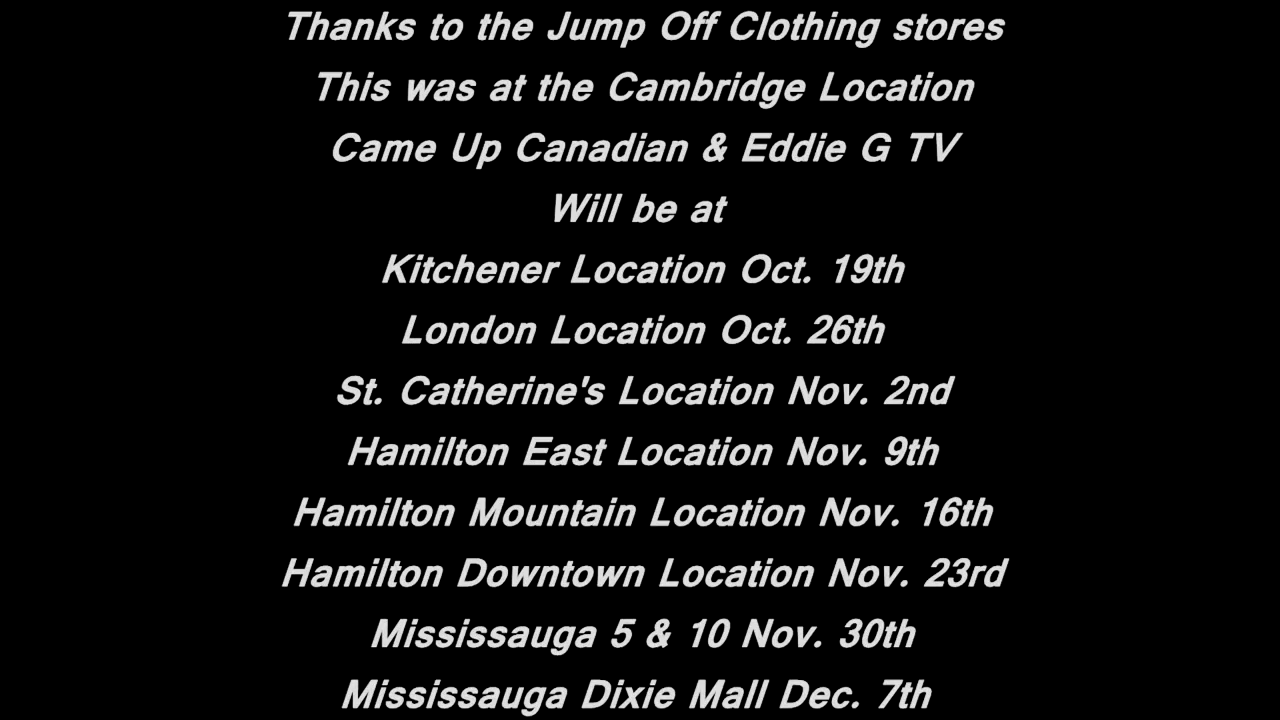 Thanks to the Jump Off Clothing stores
This was at the Cambridge Location
Came Up Canadian & Eddie G TV
Will be at
Kitchener Location Oct. 19th
London Location Oct. 26th
St. Catherine's Location Nov. 2nd
Hamilton East Location Nov. 9th
Hamilton Mountain Location Nov. 16th
Hamilton Downtown Location Nov. 23rd
Mississauga 5 & 10 Nov. 30th
Mississauga Dixie Mall Dec. 7th